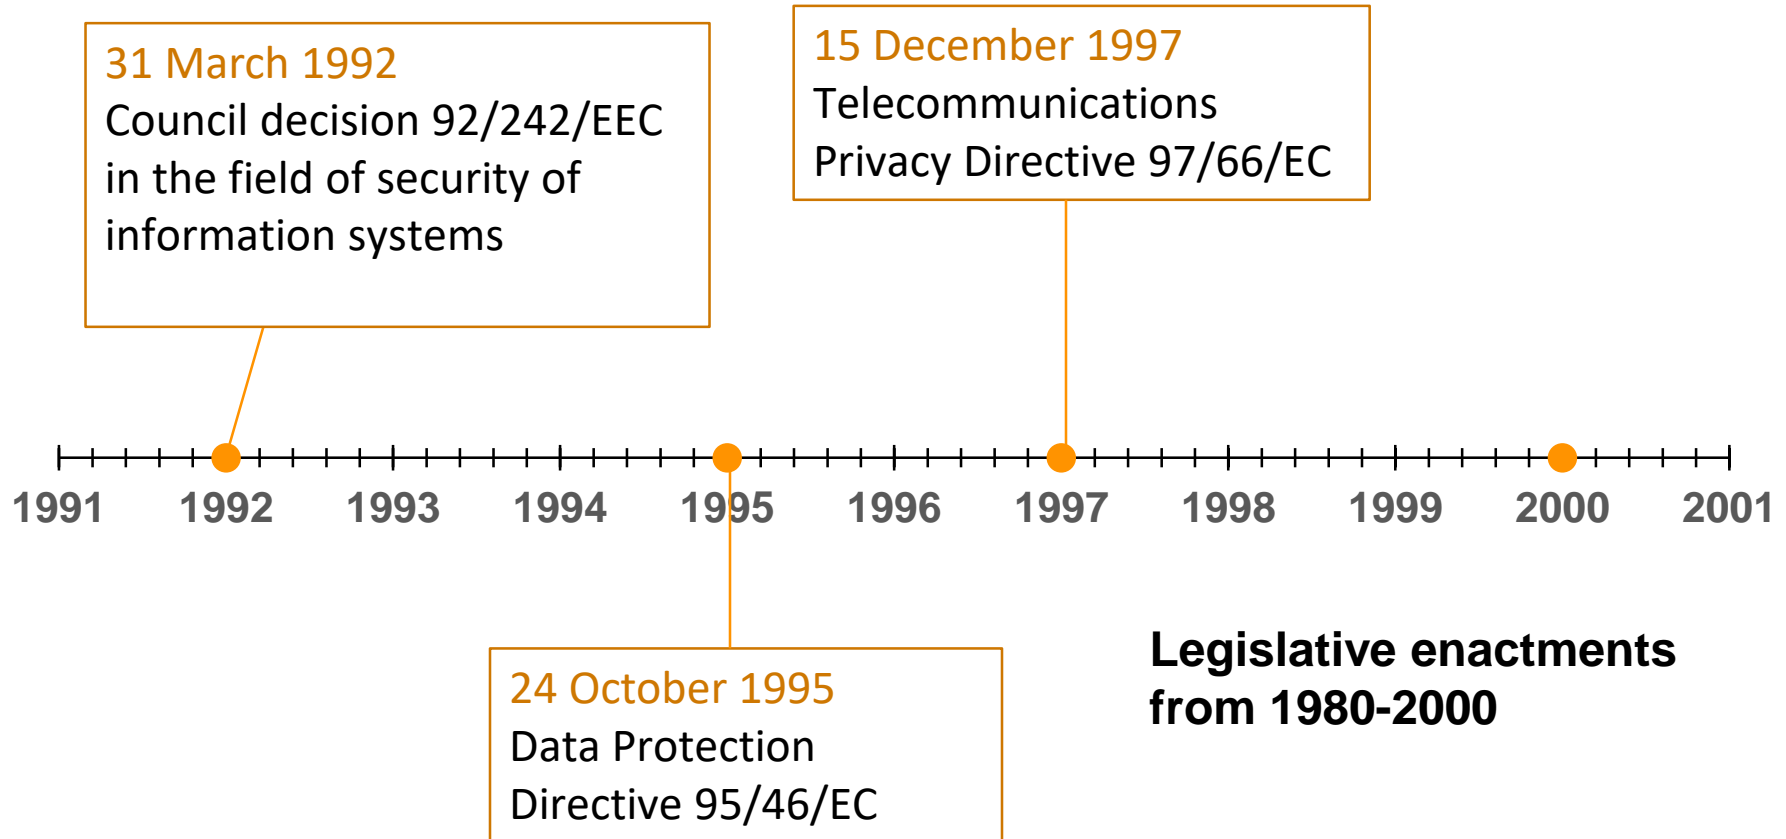 31 March 1992
Council decision 92/242/EEC
in the field of security of
information systems
15 December 1997
Telecommunications
Privacy Directive 97/66/EC
1991 1992 1993 1994 1995 1996 1997 1998 1999 2000 2001
24 October 1995
Data Protection
Directive 95/46/EC
Legislative enactments
from 1980-2000